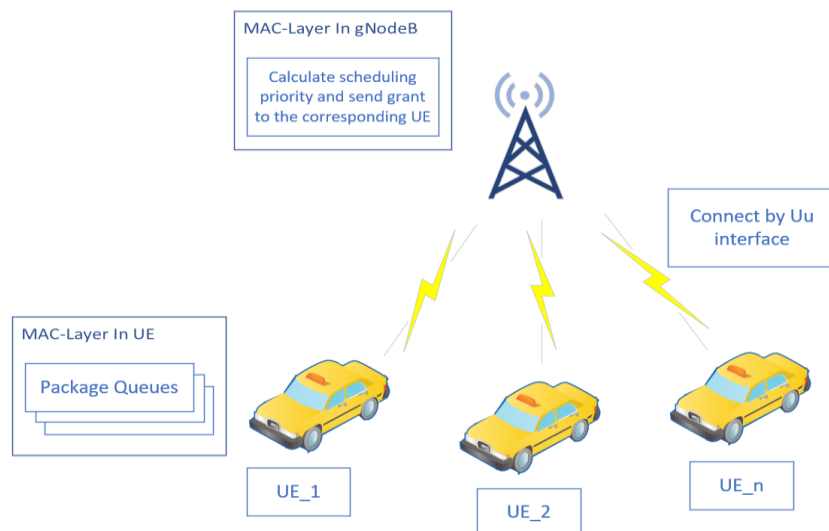 MAC-Layer In gNodeB
Calculate scheduling
priority and send grant
to the corresponding UE
Connect by Uu
interface
MAC-Layer In UE
Package Queues
UE_1
UE_2
UE_n